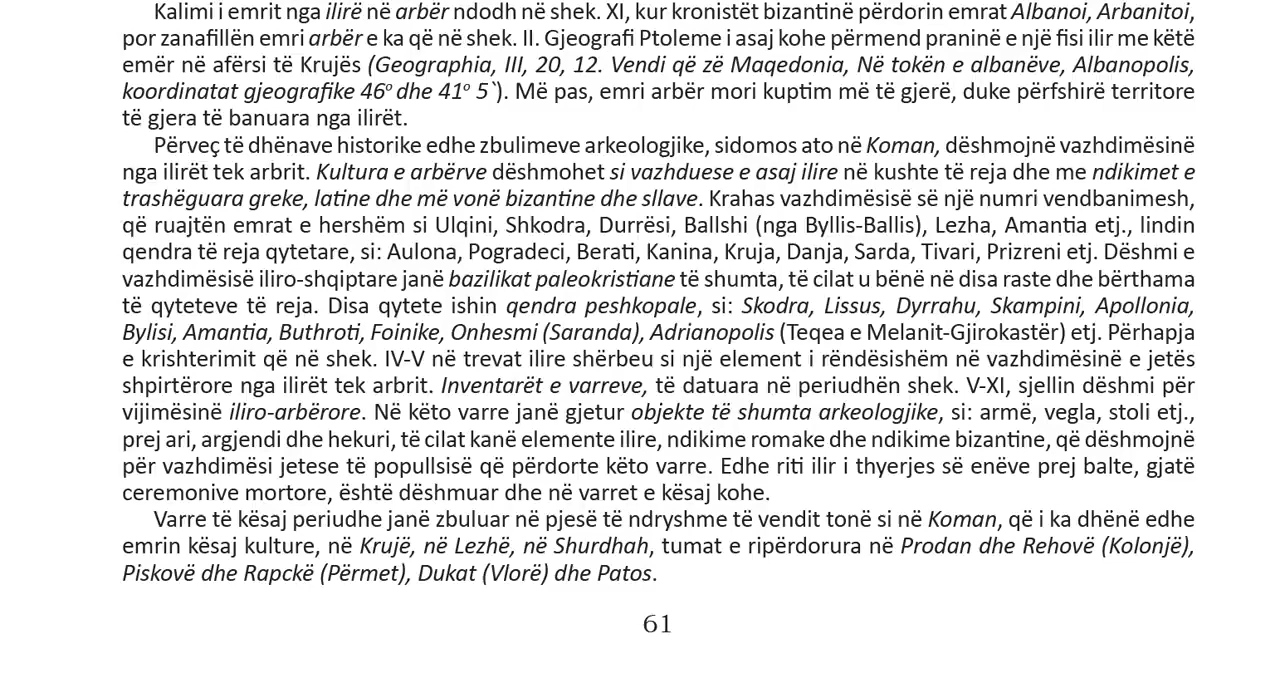 Kalimi i emrit nga ilirë në arbër ndodh në shek. XI, kur kronistët bizantinë përdorin emrat Albanoi, Arbanitoi,
por zanafillën emri arbër e ka që në shek. II. Gjeografi Ptoleme i asaj kohe përmend praninë e një fisi ilir me këtë
emër në afërsi të Krujës (Geographia, III, 20, 12. Vendi që zë Maqedonia, Në tokën e albanëve, Albanopolis,
koordinatat gjeografike 46º dhe 41º 5`). Më pas, emri arbër mori kuptim më të gjerë, duke përfshirë territore
të gjera të banuara nga ilirët.
Përveç të dhënave historike edhe zbulimeve arkeologjike, sidomos ato në Koman, dëshmojnë vazhdimësinë
nga ilirët tek arbrit. Kultura e arbërve dëshmohet si vazhduese e asaj ilire në kushte të reja dhe me ndikimet e
trashëguara greke, latine dhe më vonë bizantine dhe sllave. Krahas vazhdimësisë së një numri vendbanimesh,
që ruajtën emrat e hershëm si Ulqini, Shkodra, Durrësi, Ballshi (nga Byllis-Ballis), Lezha, Amantia etj., lindin
qendra të reja qytetare, si: Aulona, Pogradeci, Berati, Kanina, Kruja, Danja, Sarda, Tivari, Prizreni etj. Dëshmi e
vazhdimësisë iliro-shqiptare janë bazilikat paleokristiane të shumta, të cilat u bënë në disa raste dhe bërthama
të qyteteve të reja. Disa qytete ishin qendra peshkopale, si: Skodra, Lissus, Dyrrahu, Skampini, Apollonia,
Bylisi, Amantia, Buthroti, Foinike, Onhesmi (Saranda), Adrianopolis (Teqea e Melanit-Gjirokastër) etj. Përhapja
e krishterimit që në shek. IV-V në trevat ilire shërbeu si një element i rëndësishëm në vazhdimësinë e jetës
shpirtërore nga ilirët tek arbrit. Inventarët e varreve, të datuara në periudhën shek. V-XI, sjellin dëshmi për
vijimësinë iliro-arbërore. Në këto varre janë gjetur objekte të shumta arkeologjike, si: armë, vegla, stoli etj.,
prej ari, argjendi dhe hekuri, të cilat kanë elemente ilire, ndikime romake dhe ndikime bizantine, që dëshmojnë
për vazhdimësi jetese të popullsisë që përdorte këto varre. Edhe riti ilir i thyerjes së enëve prej balte, gjatë
ceremonive mortore, është dëshmuar dhe në varret e kësaj kohe.
Varre të kësaj periudhe janë zbuluar në pjesë të ndryshme të vendit tonë si në Koman, që i ka dhënë edhe
emrin kësaj kulture, në Krujë, në Lezhë, në Shurdhah, tumat e ripërdorura në Prodan dhe Rehovë (Kolonjë),
Piskovë dhe Rapckë (Përmet), Dukat (Vlorë) dhe Patos.
61